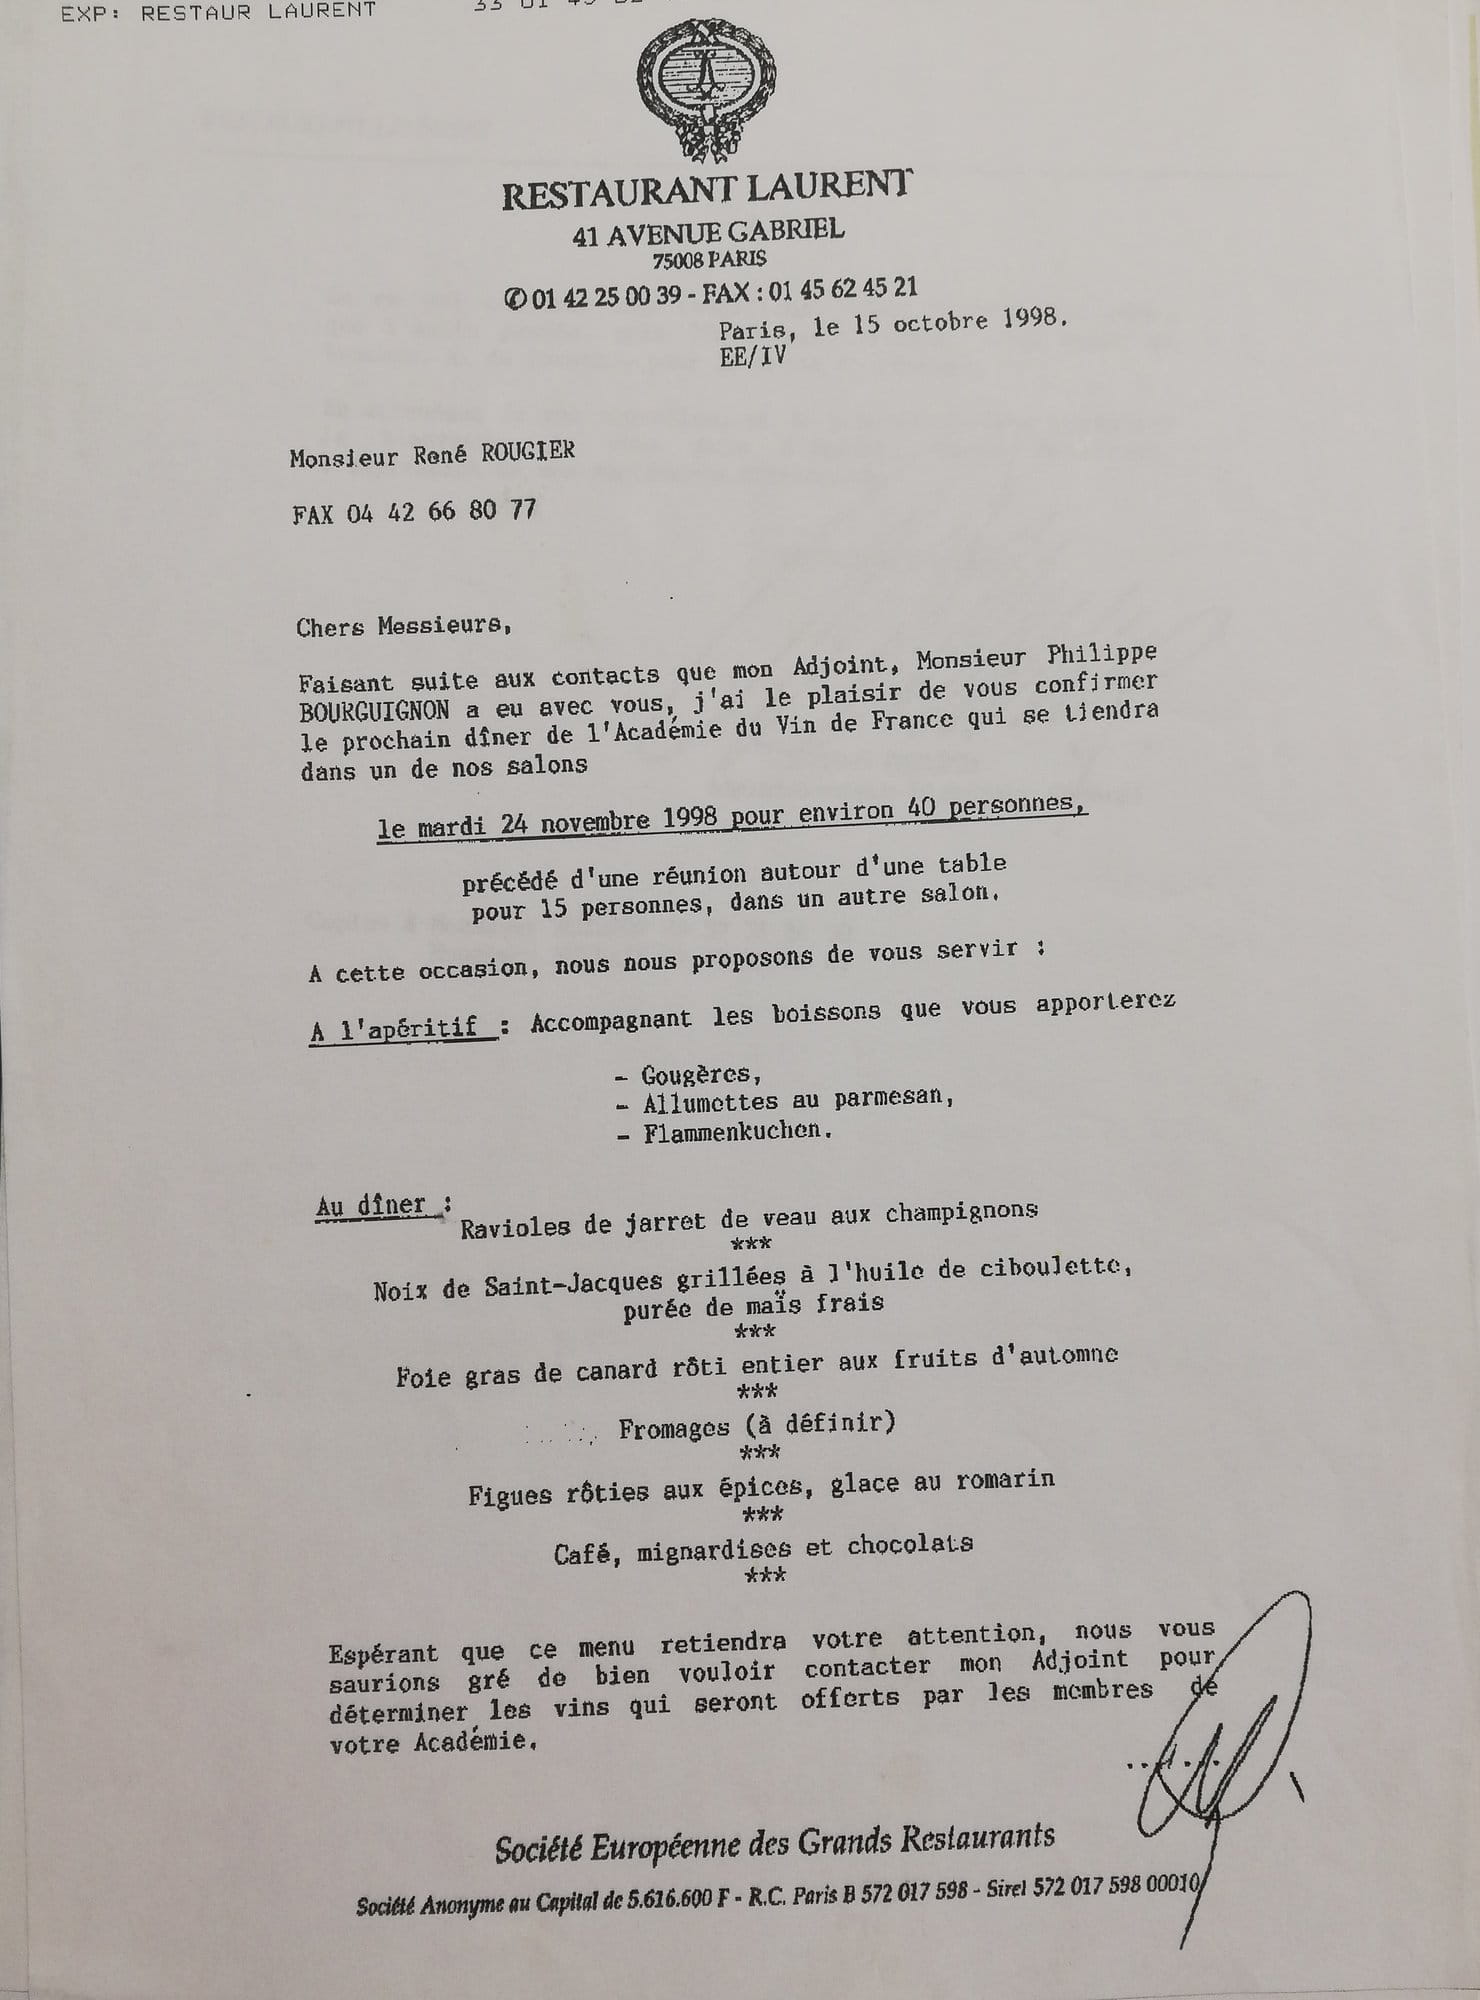 EXP: RESTAUR LAURENT
RESTAURANT LAURENT
41 AVENUE GABRIEL
75008 PARIS
✆ 01 42 25 00 39 - FAX : 01 45 62 45 21
Paris, le 15 octobre 1998.
EE/IV
Monsieur René ROUGIER
FAX 04 42 66 80 77
Chers Messieurs,
Faisant suite aux contacts que mon Adjoint, Monsieur Philippe
BOURGUIGNON a eu avec vous, j'ai le plaisir de vous confirmer
le prochain dîner de l'Académie du Vin de France qui se tiendra
dans un de nos salons
le mardi 24 novembre 1998 pour environ 40 personnes,
précédé d'une réunion autour d'une table
pour 15 personnes, dans un autre salon.
A cette occasion, nous nous proposons de vous servir :
A l'apéritif : Accompagnant les boissons que vous apporterez
- Gougères,
- Allumettes au parmesan,
- Flammenkuchen.
Au dîner :
Ravioles de jarret de veau aux champignons
***
Noix de Saint-Jacques grillées à l'huile de ciboulette,
purée de maïs frais
***
Foie gras de canard rôti entier aux fruits d'automne
***
Fromages (à définir)
***
Figues rôties aux épices, glace au romarin
***
Café, mignardises et chocolats
***
Espérant que ce menu retiendra votre attention, nous vous
saurions gré de bien vouloir contacter mon Adjoint pour
déterminer les vins qui seront offerts par les membres de
votre Académie.
Société Européenne des Grands Restaurants
Société Anonyme au Capital de 5.616.600 F - R.C. Paris B 572 017 598 - Siret 572 017 598 00010